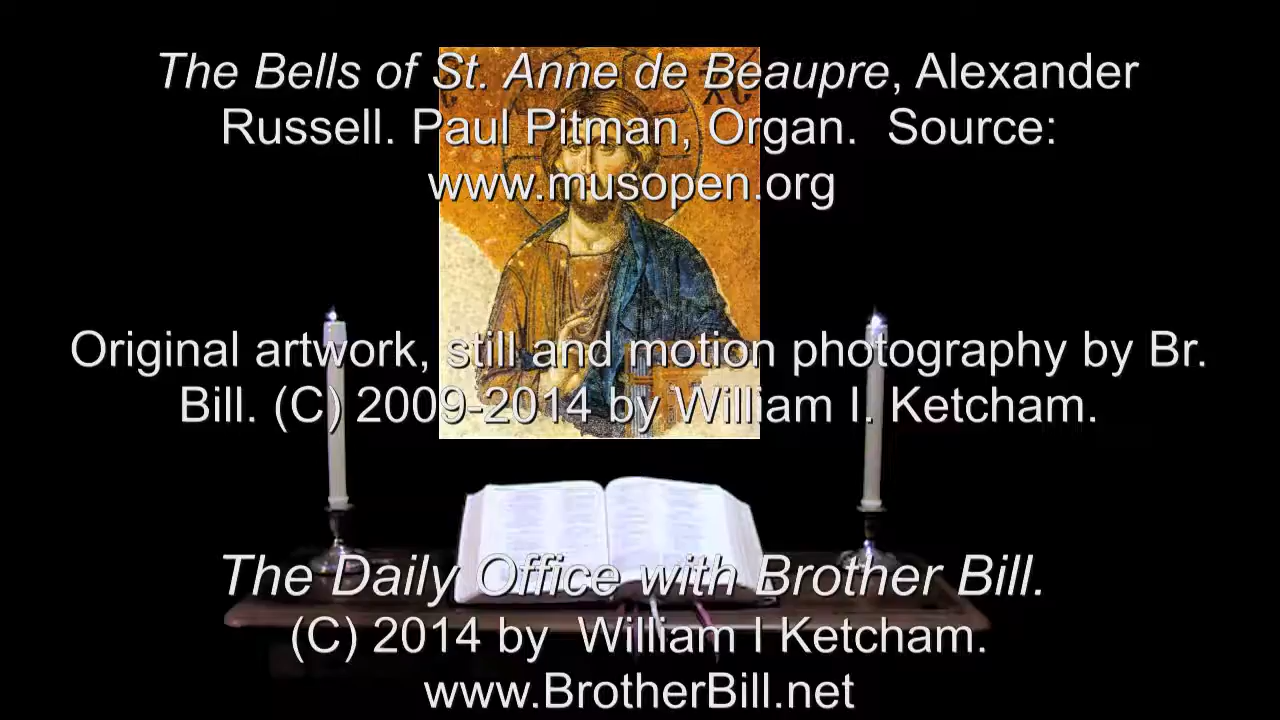 The Bells of St. Anne de Beaupre, Alexander
Russell. Paul Pitman, Organ.  Source:
www.musopen.org
Original artwork, still and motion photography by Br.
Bill. (C) 2009-2014 by William I. Ketcham.
The Daily Office with Brother Bill.
(C) 2014 by  William I Ketcham.
www.BrotherBill.net